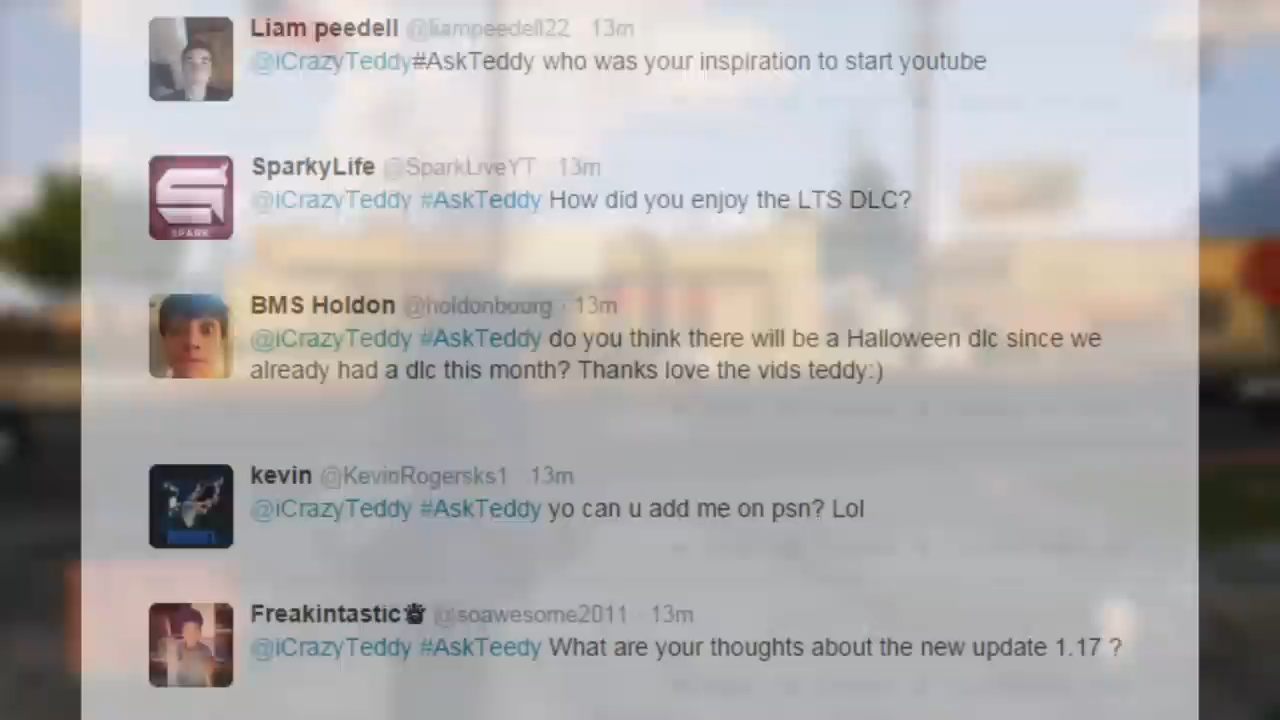 Liam peedell @liampeedell22 · 13m
@iCrazyTeddy#AskTeddy who was your inspiration to start youtube
SparkyLife @SparkLiveYT · 13m
@iCrazyTeddy #AskTeddy How did you enjoy the LTS DLC?
SPARK
BMS Holdon @holdonbourg · 13m
@iCrazyTeddy #AskTeddy do you think there will be a Halloween dlc since we
already had a dlc this month? Thanks love the vids teddy:)
kevin @KevinRogersks1 · 13m
@iCrazyTeddy #AskTeddy yo can u add me on psn? Lol
Freakintastic @soawesome2011 · 13m
@iCrazyTeddy #AskTeedy What are your thoughts about the new update 1.17 ?